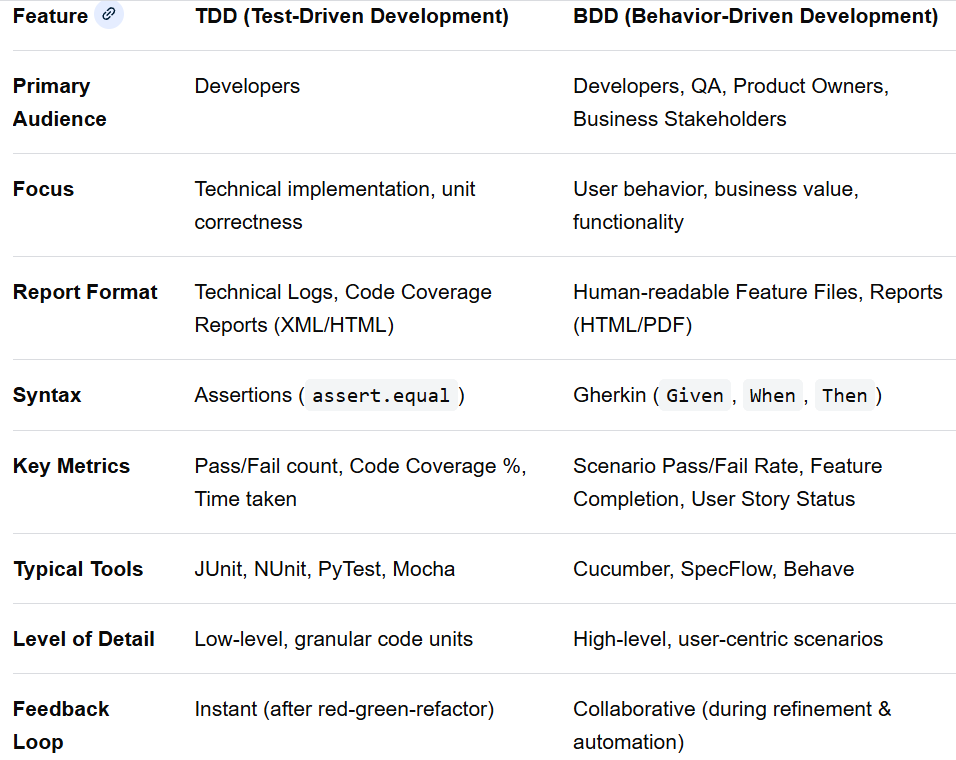 Feature TDD (Test-Driven Development) BDD (Behavior-Driven Development)
Primary Audience Developers Developers, QA, Product Owners, Business Stakeholders
Focus Technical implementation, unit correctness User behavior, business value, functionality
Report Format Technical Logs, Code Coverage Reports (XML/HTML) Human-readable Feature Files, Reports (HTML/PDF)
Syntax Assertions ( assert.equal ) Gherkin ( Given , When , Then )
Key Metrics Pass/Fail count, Code Coverage %, Time taken Scenario Pass/Fail Rate, Feature Completion, User Story Status
Typical Tools JUnit, NUnit, PyTest, Mocha Cucumber, SpecFlow, Behave
Level of Detail Low-level, granular code units High-level, user-centric scenarios
Feedback Loop Instant (after red-green-refactor) Collaborative (during refinement & automation)